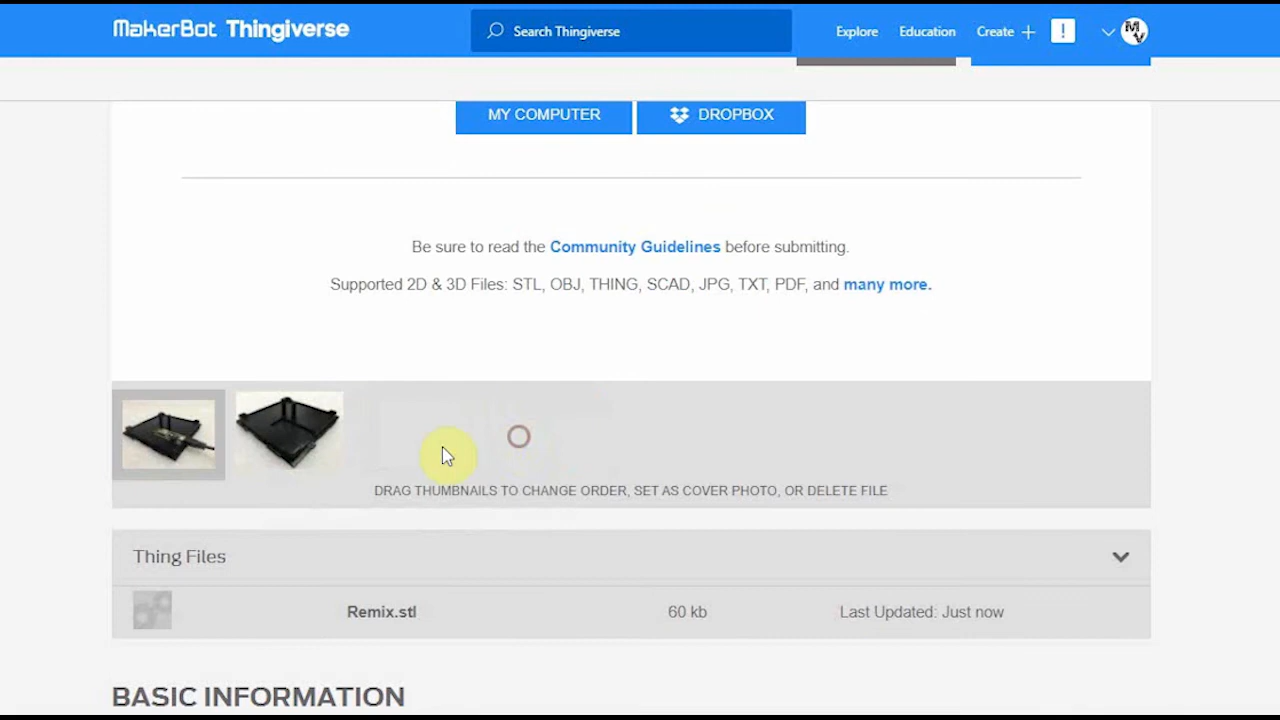 MakerBot Thingiverse
Search Thingiverse
Explore Education Create
!
MV
MY COMPUTER
DROPBOX
Be sure to read the Community Guidelines before submitting.
Supported 2D & 3D Files: STL, OBJ, THING, SCAD, JPG, TXT, PDF, and many more.
DRAG THUMBNAILS TO CHANGE ORDER, SET AS COVER PHOTO, OR DELETE FILE
Thing Files
Remix.stl 60 kb Last Updated: Just now
BASIC INFORMATION